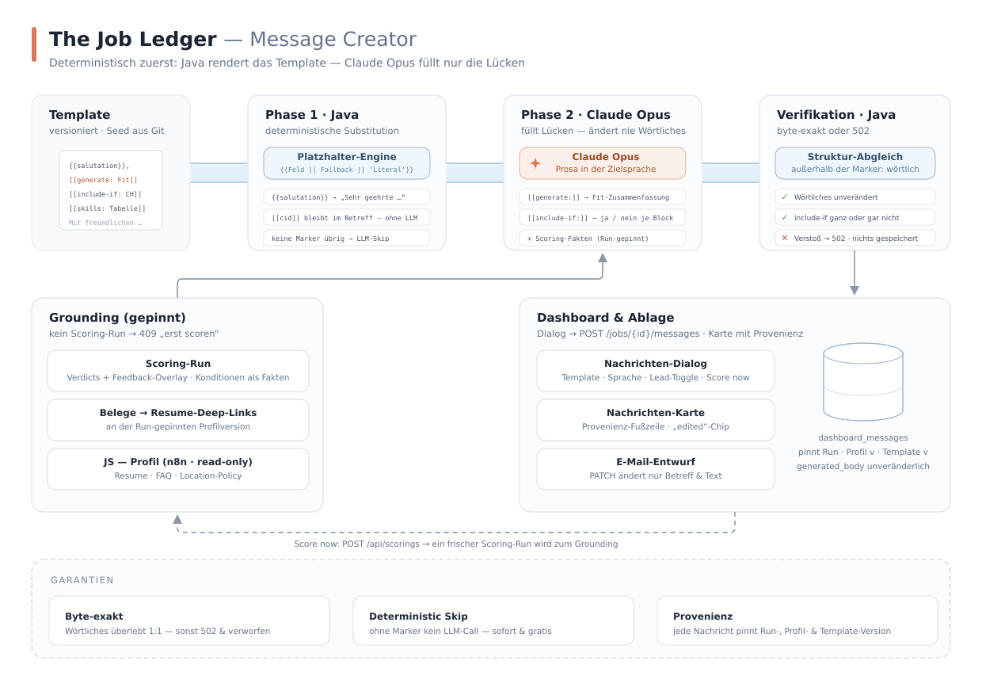 The Job Ledger — Message Creator
Deterministisch zuerst: Java rendert das Template — Claude Opus füllt nur die Lücken
Template
versioniert · Seed aus Git
{{salutation}},
[[generate: Fit]]
[[include-if: CH]]
[[skills: Tabelle]]
Mit freundlichen …
Phase 1 · Java
deterministische Substitution
Platzhalter-Engine
{{Feld || Fallback || 'Literal'}}
{{salutation}} → „Sehr geehrte …“
[[cid]] bleibt im Betreff — ohne LLM
keine Marker übrig → LLM-Skip
Phase 2 · Claude Opus
füllt Lücken — ändert nie Wörtliches
Claude Opus
Prosa in der Zielsprache
[[generate:]] → Fit-Zusammenfassung
[[include-if:]] → ja / nein je Block
+ Scoring-Fakten (Run-gepinnt)
Verifikation · Java
byte-exakt oder 502
Struktur-Abgleich
außerhalb der Marker: wörtlich
✓ Wörtliches unverändert
✓ include-if ganz oder gar nicht
✕ Verstoß → 502 · nichts gespeichert
Grounding (gepinnt)
kein Scoring-Run → 409 „erst scoren“
Scoring-Run
Verdicts + Feedback-Overlay · Konditionen als Fakten
Belege → Resume-Deep-Links
an der Run-gepinnten Profilversion
JS — Profil (n8n · read-only)
Resume · FAQ · Location-Policy
Dashboard & Ablage
Dialog → POST /jobs/{id}/messages · Karte mit Provenienz
Nachrichten-Dialog
Template · Sprache · Lead-Toggle · Score now
Nachrichten-Karte
Provenienz-Fußzeile · „edited“-Chip
E-Mail-Entwurf
PATCH ändert nur Betreff & Text
dashboard_messages
pinnt Run · Profil v · Template v
generated_body unveränderlich
Score now: POST /api/scorings → ein frischer Scoring-Run wird zum Grounding
GARANTIEN
Byte-exakt
Wörtliches überlebt 1:1 — sonst 502 & verworfen
Deterministic Skip
ohne Marker kein LLM-Call — sofort & gratis
Provenienz
jede Nachricht pinnt Run-, Profil- & Template-Version